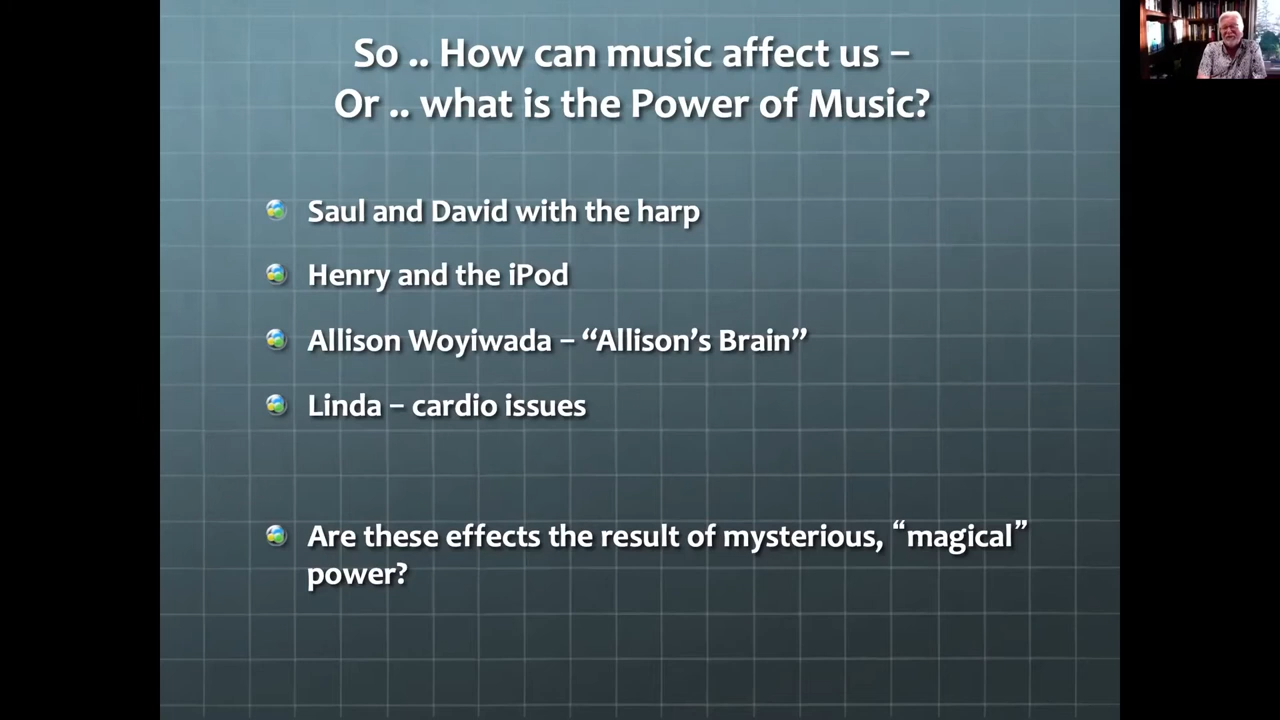 So .. How can music affect us –
Or .. what is the Power of Music?
Saul and David with the harp
Henry and the iPod
Allison Woyiwada – “Allison’s Brain”
Linda – cardio issues
Are these effects the result of mysterious, “magical”
power?